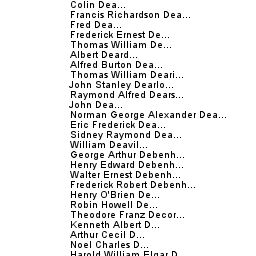 Colin Dea...
Francis Richardson Dea...
Fred Dea...
Frederick Ernest De...
Thomas William De...
Albert Deard...
Alfred Burton Dea...
Thomas William Deari...
John Stanley Dearlo...
Raymond Alfred Dears...
John Dea...
Norman George Alexander Dea...
Eric Frederick Dea...
Sidney Raymond Dea...
William Deavil...
George Arthur Debenh...
Henry Edward Debenh...
Walter Ernest Debenh...
Frederick Robert Debenh...
Henry O'Brien De...
Robin Howell De...
Theodore Franz Decor...
Kenneth Albert D...
Arthur Cecil D...
Noel Charles D...
Harold William Elgar D